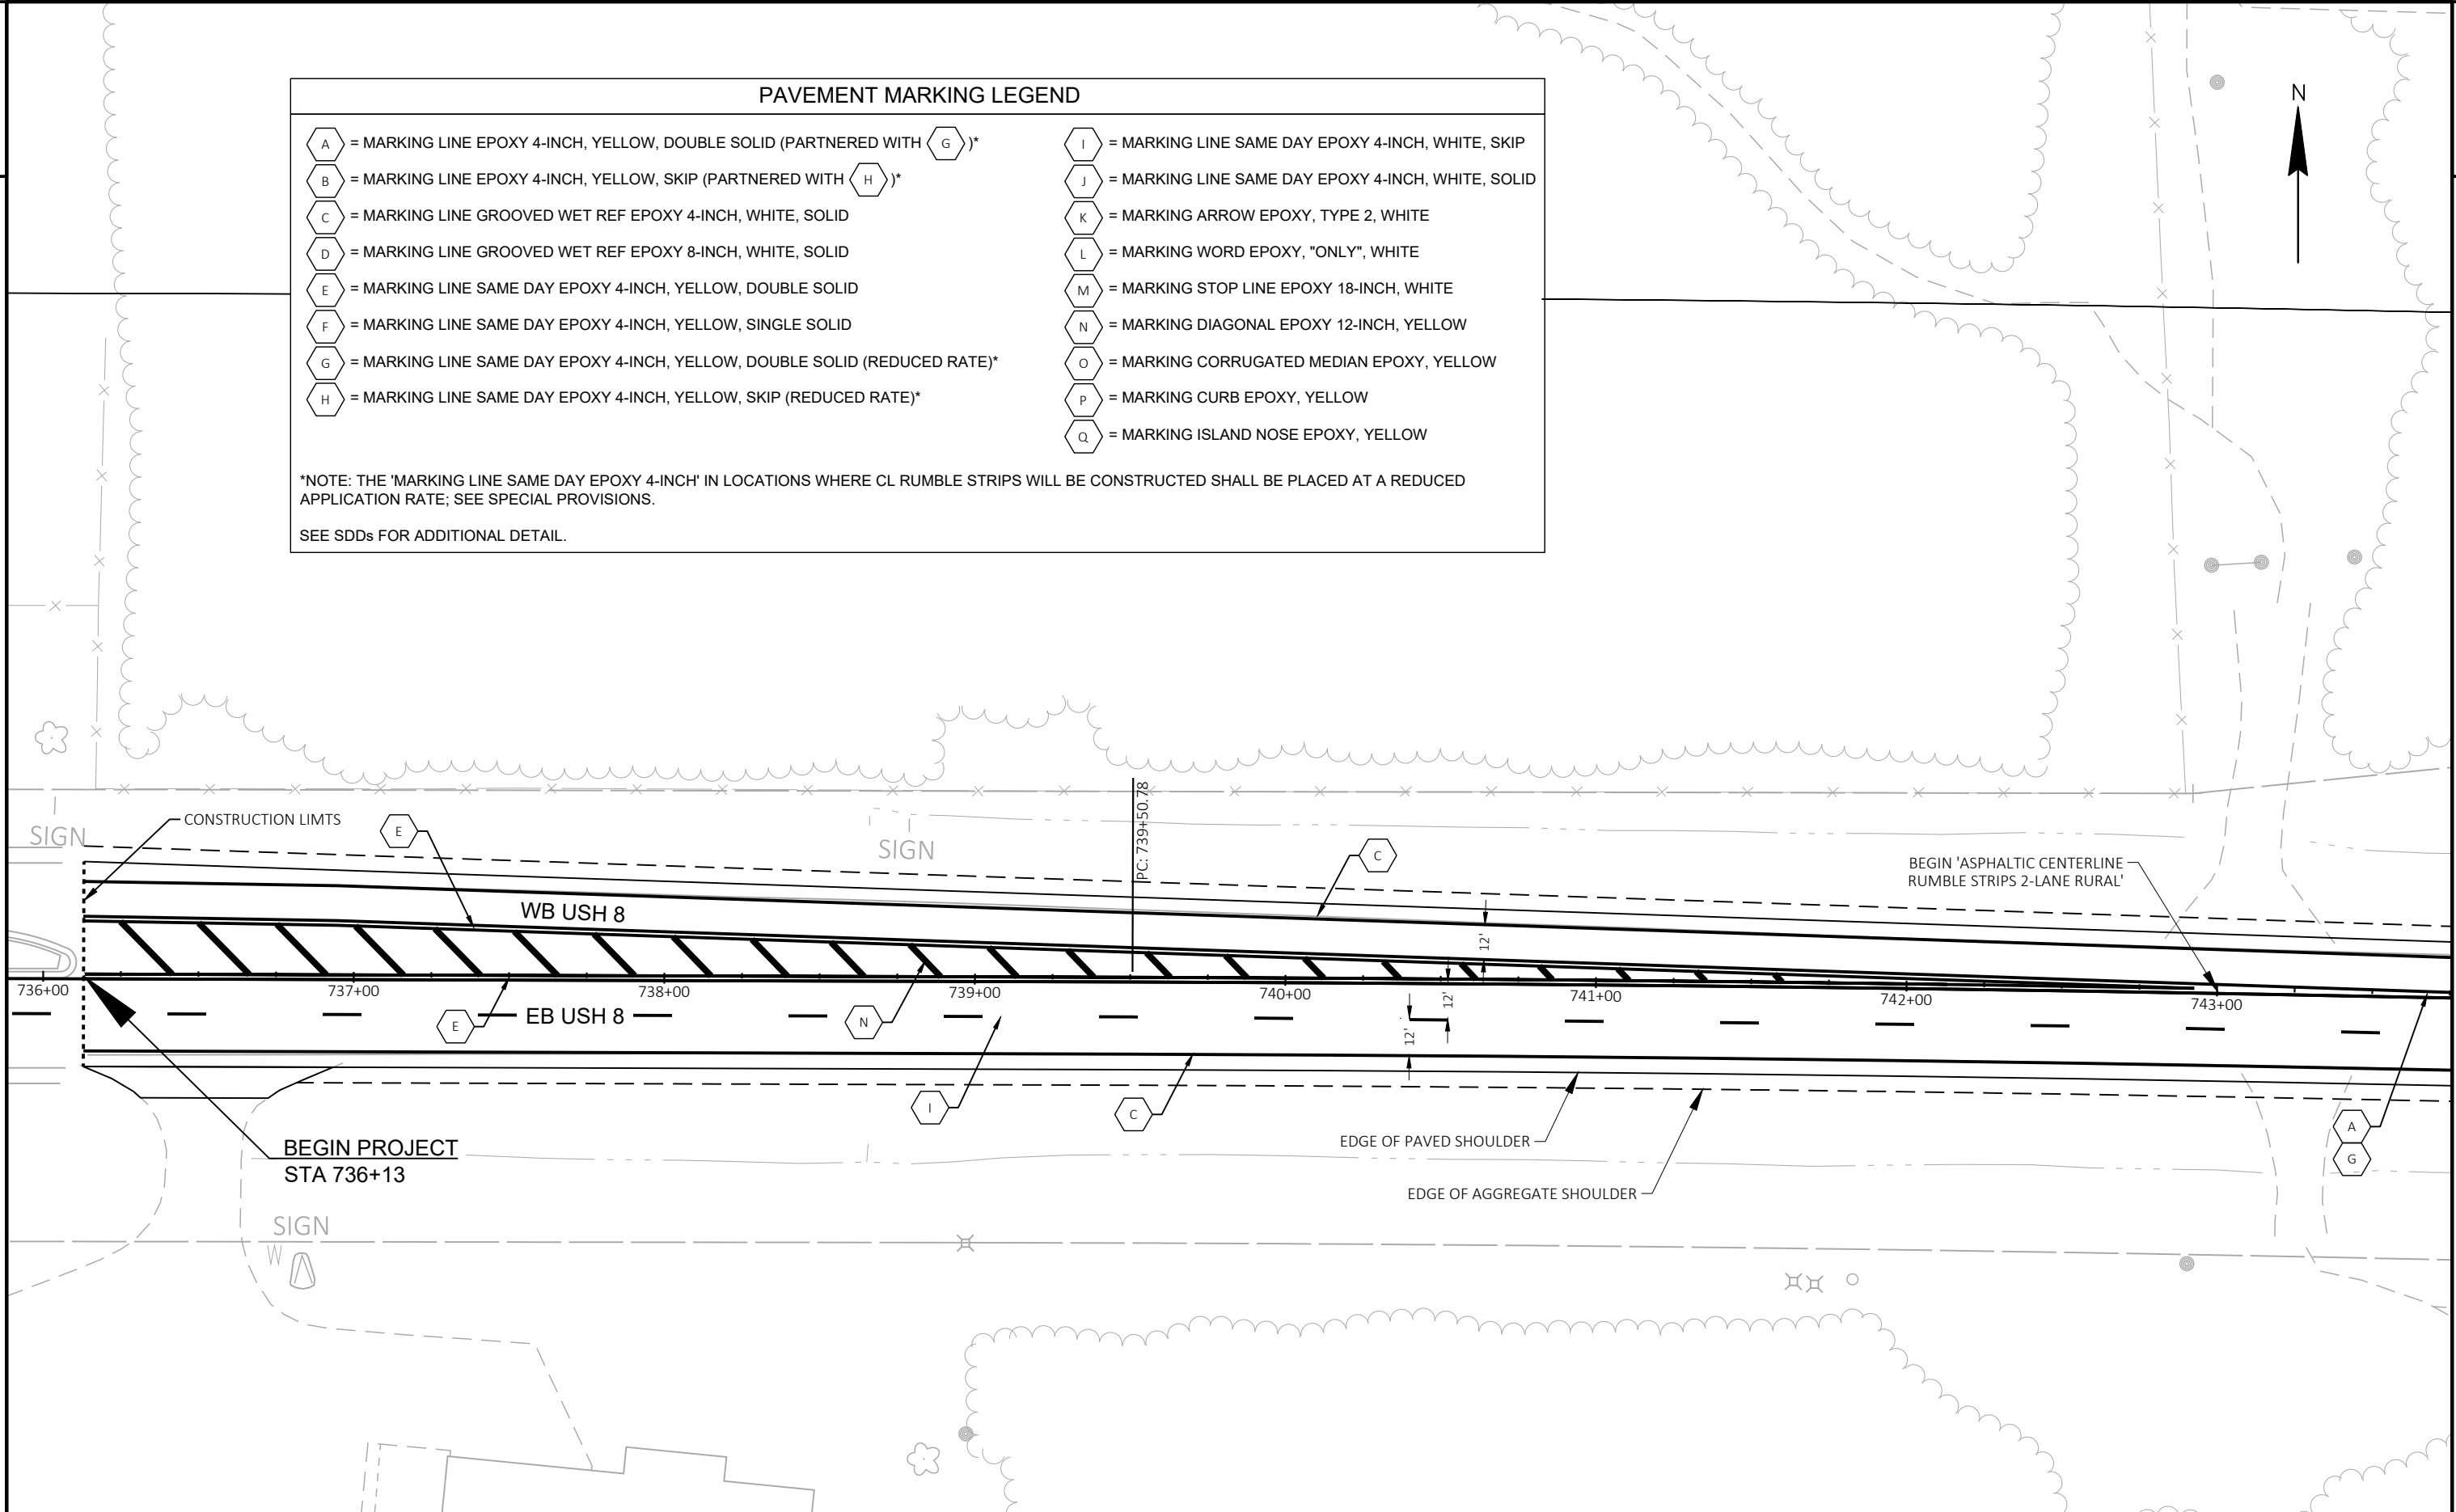 PAVEMENT MARKING LEGEND
A = MARKING LINE EPOXY 4-INCH, YELLOW, DOUBLE SOLID (PARTNERED WITH G )*
B = MARKING LINE EPOXY 4-INCH, YELLOW, SKIP (PARTNERED WITH H )*
C = MARKING LINE GROOVED WET REF EPOXY 4-INCH, WHITE, SOLID
D = MARKING LINE GROOVED WET REF EPOXY 8-INCH, WHITE, SOLID
E = MARKING LINE SAME DAY EPOXY 4-INCH, YELLOW, DOUBLE SOLID
F = MARKING LINE SAME DAY EPOXY 4-INCH, YELLOW, SINGLE SOLID
G = MARKING LINE SAME DAY EPOXY 4-INCH, YELLOW, DOUBLE SOLID (REDUCED RATE)*
H = MARKING LINE SAME DAY EPOXY 4-INCH, YELLOW, SKIP (REDUCED RATE)*
I = MARKING LINE SAME DAY EPOXY 4-INCH, WHITE, SKIP
J = MARKING LINE SAME DAY EPOXY 4-INCH, WHITE, SOLID
K = MARKING ARROW EPOXY, TYPE 2, WHITE
L = MARKING WORD EPOXY, "ONLY", WHITE
M = MARKING STOP LINE EPOXY 18-INCH, WHITE
N = MARKING DIAGONAL EPOXY 12-INCH, YELLOW
O = MARKING CORRUGATED MEDIAN EPOXY, YELLOW
P = MARKING CURB EPOXY, YELLOW
Q = MARKING ISLAND NOSE EPOXY, YELLOW
*NOTE: THE 'MARKING LINE SAME DAY EPOXY 4-INCH' IN LOCATIONS WHERE CL RUMBLE STRIPS WILL BE CONSTRUCTED SHALL BE PLACED AT A REDUCED
APPLICATION RATE; SEE SPECIAL PROVISIONS.
SEE SDDs FOR ADDITIONAL DETAIL.
N
CONSTRUCTION LIMTS
E
SIGN
SIGN
PC: 739+50.78
C
BEGIN 'ASPHALTIC CENTERLINE
RUMBLE STRIPS 2-LANE RURAL'
WB USH 8
12'
736+00
737+00
738+00
739+00
740+00
741+00
742+00
743+00
12'
E
EB USH 8
N
12'
I
C
A
G
EDGE OF PAVED SHOULDER
BEGIN PROJECT
STA 736+13
EDGE OF AGGREGATE SHOULDER
SIGN
W